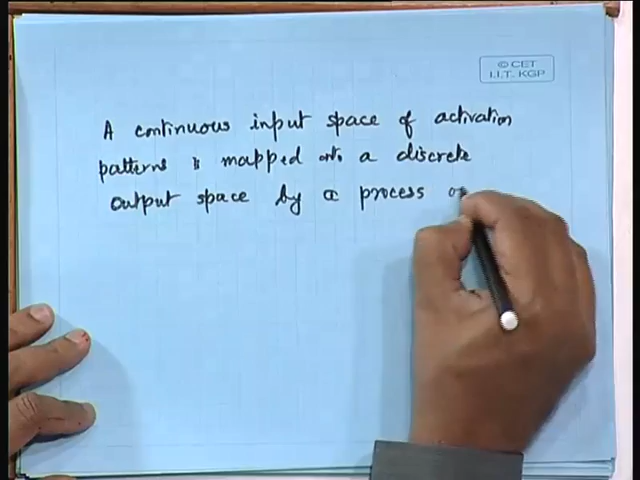 © CET
I.I.T. KGP
A continuous input space of activation
patterns is mapped onto a discrete
output space by a process